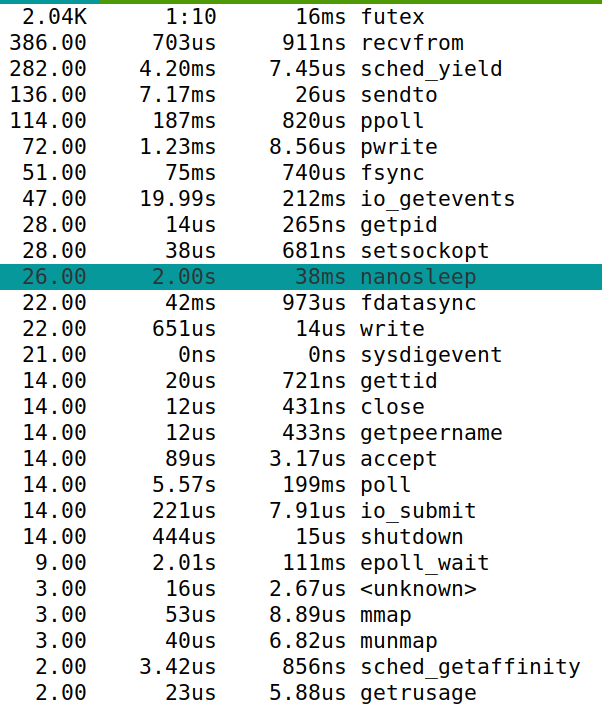 2.04K 1:10 16ms futex
386.00 703us 911ns recvfrom
282.00 4.20ms 7.45us sched_yield
136.00 7.17ms 26us sendto
114.00 187ms 820us ppoll
72.00 1.23ms 8.56us pwrite
51.00 75ms 740us fsync
47.00 19.99s 212ms io_getevents
28.00 14us 265ns getpid
28.00 38us 681ns setsockopt
26.00 2.00s 38ms nanosleep
22.00 42ms 973us fdatasync
22.00 651us 14us write
21.00 0ns 0ns sysdigevent
14.00 20us 721ns gettid
14.00 12us 431ns close
14.00 12us 433ns getpeername
14.00 89us 3.17us accept
14.00 5.57s 199ms poll
14.00 221us 7.91us io_submit
14.00 444us 15us shutdown
9.00 2.01s 111ms epoll_wait
3.00 16us 2.67us <unknown>
3.00 53us 8.89us mmap
3.00 40us 6.82us munmap
2.00 3.42us 856ns sched_getaffinity
2.00 23us 5.88us getrusage